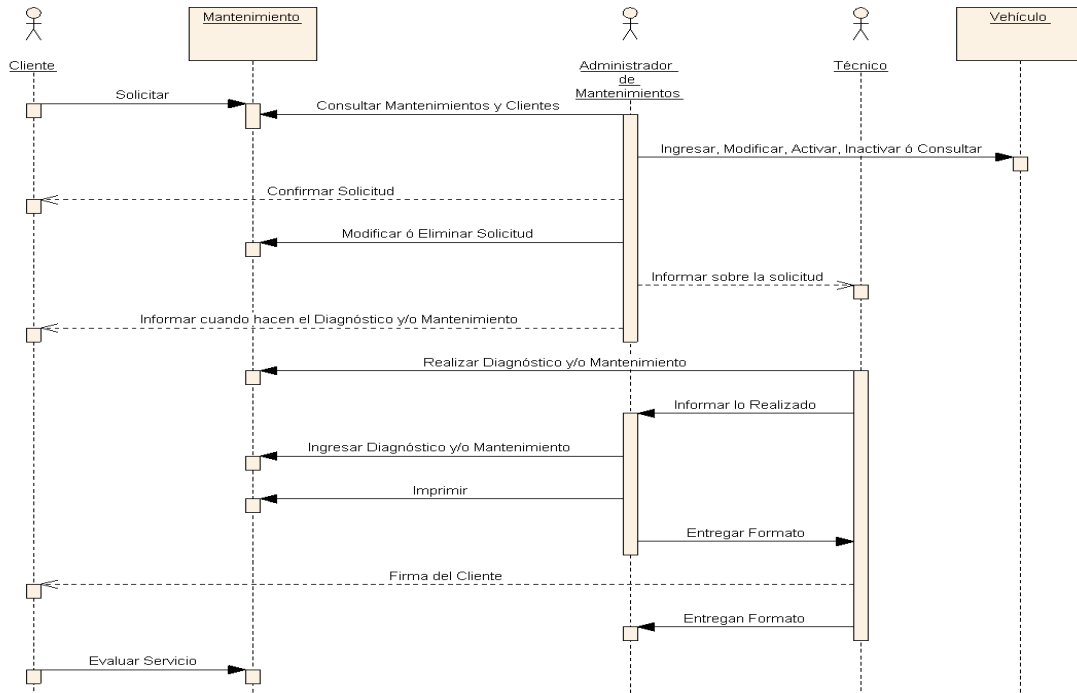 Mantenimiento
Vehículo
Cliente
Administrador
de
Mantenimientos
Técnico
Solicitar
Consultar Mantenimientos y Clientes
Ingresar, Modificar, Activar, Inactivar ó Consultar
Confirmar Solicitud
Modificar ó Eliminar Solicitud
Informar sobre la solicitud
Informar cuando hacen el Diagnóstico y/o Mantenimiento
Realizar Diagnóstico y/o Mantenimiento
Informar lo Realizado
Ingresar Diagnóstico y/o Mantenimiento
Imprimir
Entregar Formato
Firma del Cliente
Entregan Formato
Evaluar Servicio